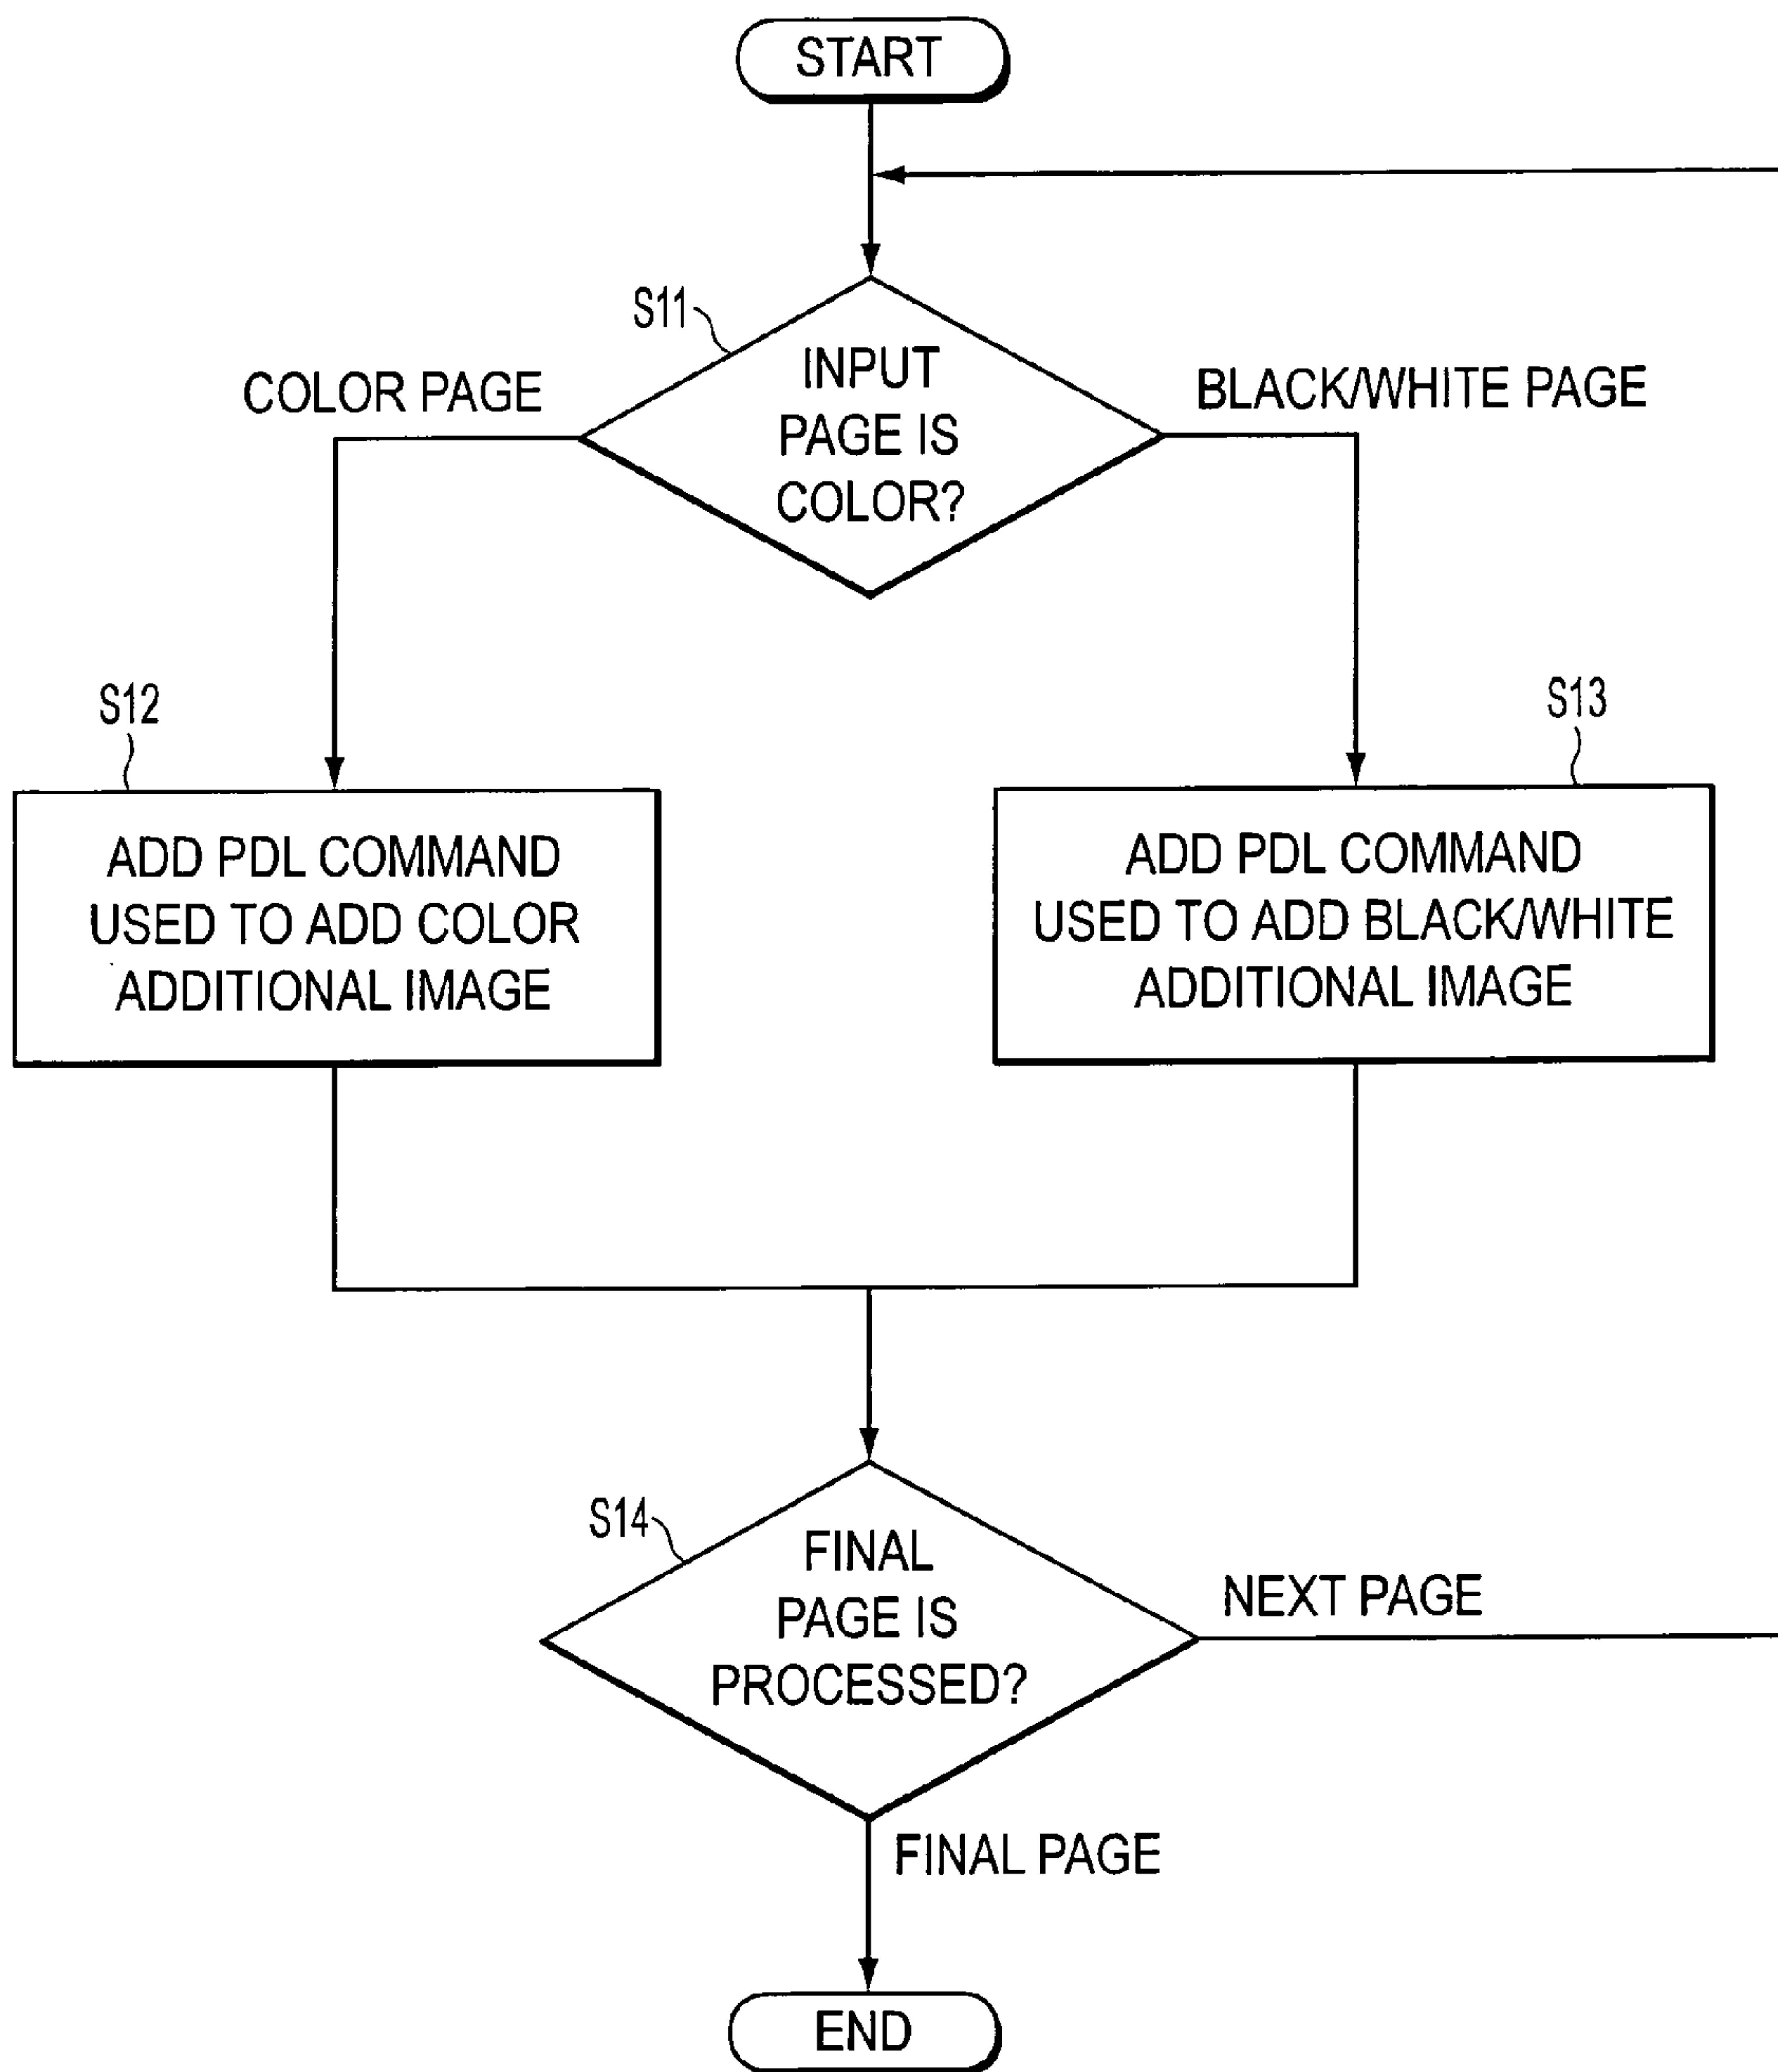 START
S11
INPUT
PAGE IS
COLOR?
COLOR PAGE
BLACK/WHITE PAGE
S12
ADD PDL COMMAND
USED TO ADD COLOR
ADDITIONAL IMAGE
S13
ADD PDL COMMAND
USED TO ADD BLACK/WHITE
ADDITIONAL IMAGE
S14
FINAL
PAGE IS
PROCESSED?
NEXT PAGE
FINAL PAGE
END